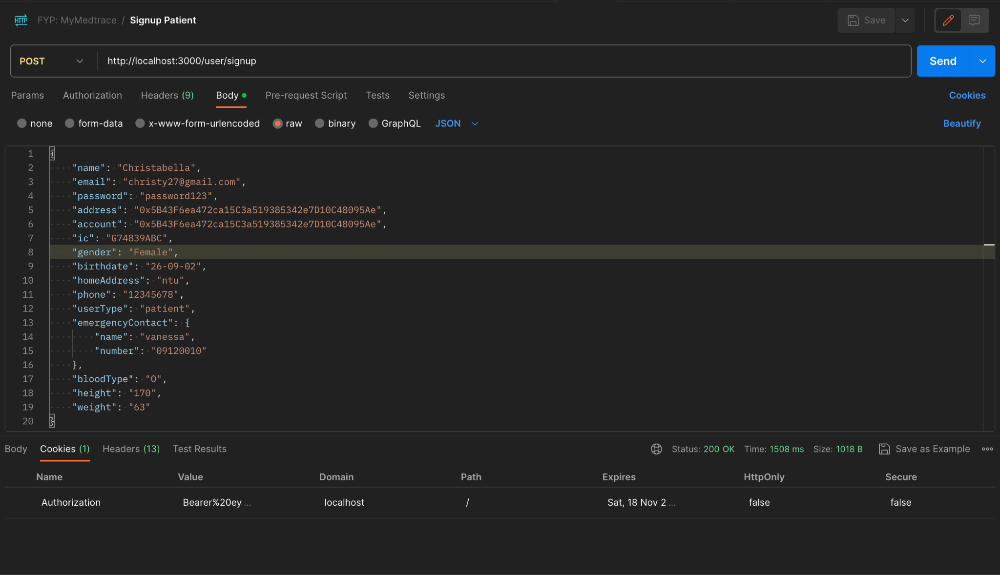 HTTP FYP: MyMedtrace / Signup Patient Save
POST http://localhost:3000/user/signup Send
Params Authorization Headers (9) Body Pre-request Script Tests Settings Cookies
none form-data x-www-form-urlencoded raw binary GraphQL JSON Beautify
1 {
2 "name": "Christabella",
3 "email": "christy27@gmail.com",
4 "password": "password123",
5 "address": "0x5B43F6ea472ca15C3a519385342e7D10C48095Ae",
6 "account": "0x5B43F6ea472ca15C3a519385342e7D10C48095Ae",
7 "ic": "G74839ABC",
8 "gender": "Female",
9 "birthdate": "26-09-02",
10 "homeAddress": "ntu",
11 "phone": "12345678",
12 "userType": "patient",
13 "emergencyContact": {
14 "name": "vanessa",
15 "number": "09120010"
16 },
17 "bloodType": "O",
18 "height": "170",
19 "weight": "63"
20 }
Body Cookies (1) Headers (13) Test Results Status: 200 OK Time: 1508 ms Size: 1018 B Save as Example
Name Value Domain Path Expires HttpOnly Secure
Authorization Bearer%20ey... localhost / Sat, 18 Nov 2... false false